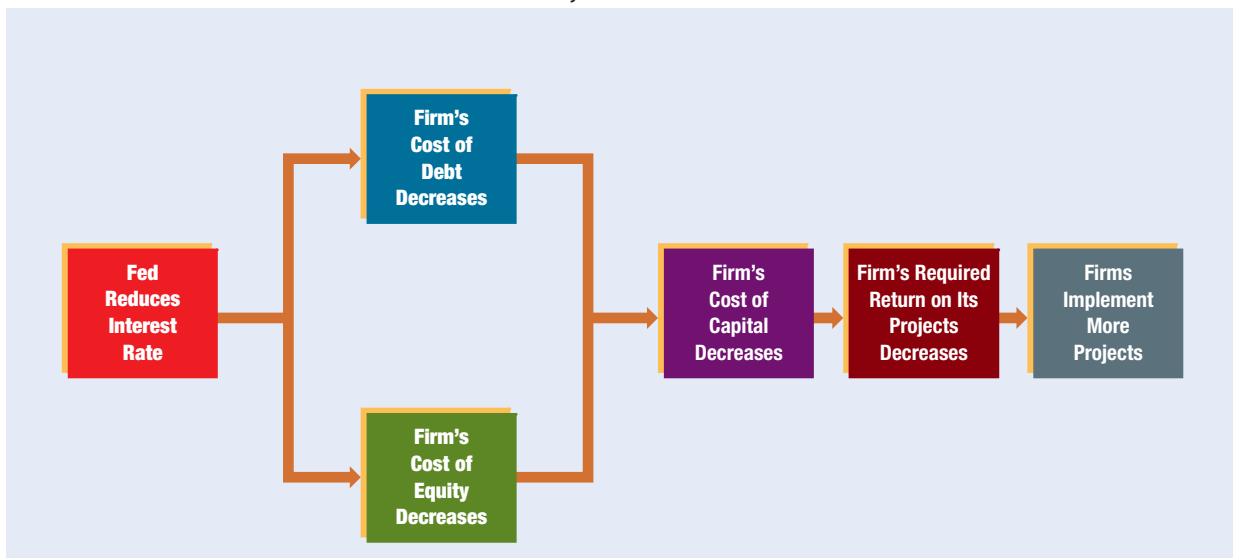 Fed
Reduces
Interest
Rate
Firm's
Cost of
Debt
Decreases
Firm's
Cost of
Equity
Decreases
Firm's
Cost of
Capital
Decreases
Firm's Required
Return on Its
Projects
Decreases
Firms
Implement
More
Projects